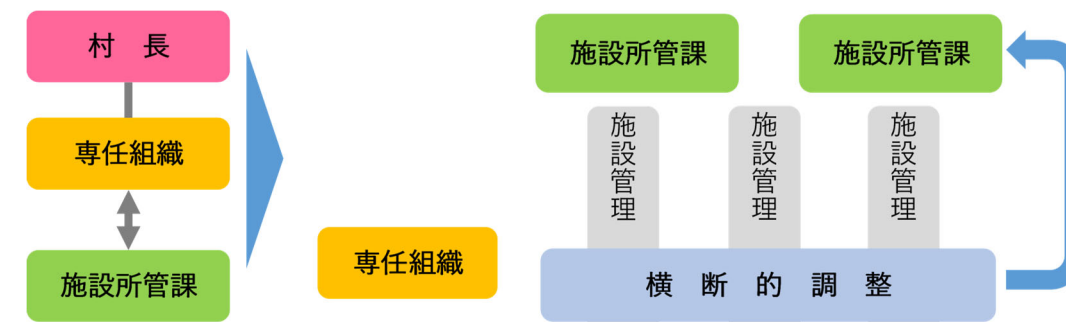 村　長
専任組織
施設所管課
専任組織
施設所管課
施設所管課
施設管理
施設管理
施設管理
横　断　的　調　整